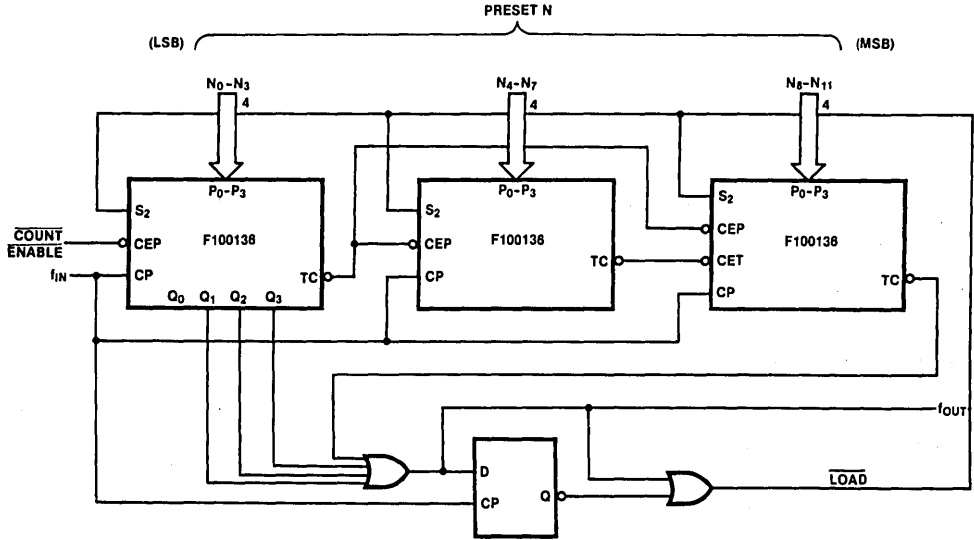 PRESET N
(LSB) (MSB)
N₀–N₃ N₄–N₇ N₈–N₁₁
4 4 4
P₀–P₃ P₀–P₃ P₀–P₃
S₂ S₂ S₂
COUNT
ENABLE
CEP F100136 CEP F100136 CEP F100136
TC CET
f_IN CP TC CP CP TC
Q₀ Q₁ Q₂ Q₃
f_OUT
D
Q
CP
LOAD